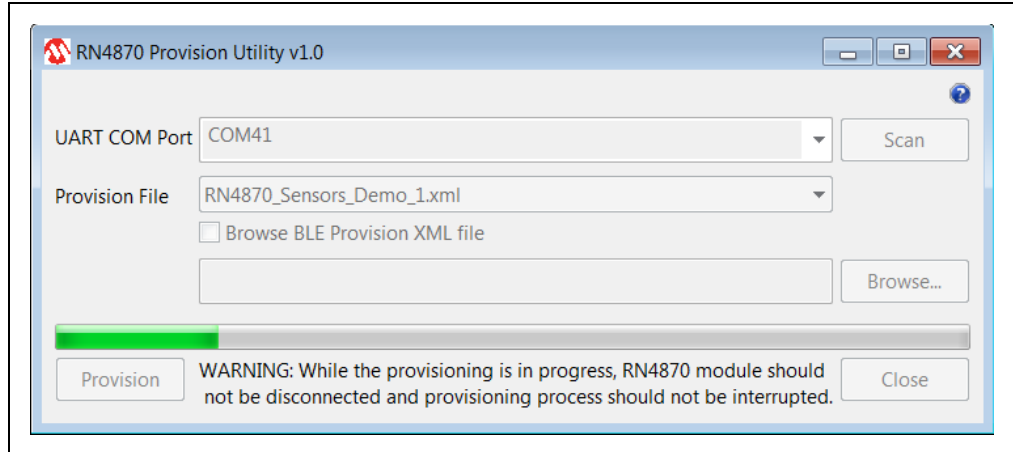 RN4870 Provision Utility v1.0
UART COM Port COM41 Scan
Provision File RN4870_Sensors_Demo_1.xml
Browse BLE Provision XML file
Browse...
Provision WARNING: While the provisioning is in progress, RN4870 module should Close
not be disconnected and provisioning process should not be interrupted.